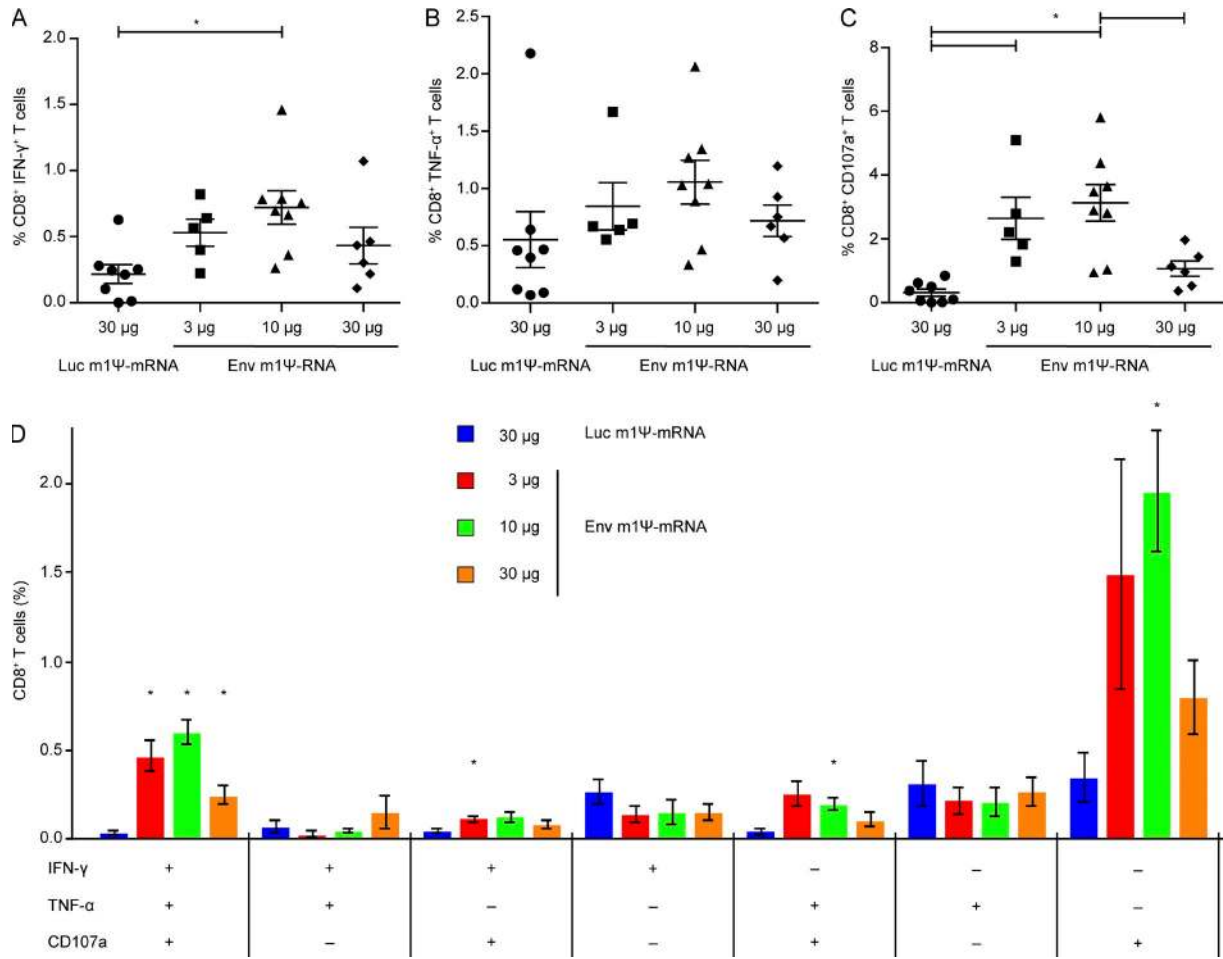 A
*
2.0
1.5
1.0
0.5
0.0
% CD8⁺ IFN-γ⁺ T cells
30 µg
3 µg
10 µg
30 µg
Luc m1Ψ-mRNA
Env m1Ψ-RNA
B
2.5
2.0
1.5
1.0
0.5
0.0
% CD8⁺ TNF-α⁺ T cells
30 µg
3 µg
10 µg
30 µg
Luc m1Ψ-mRNA
Env m1Ψ-RNA
C
*
8
6
4
2
0
% CD8⁺ CD107a⁺ T cells
30 µg
3 µg
10 µg
30 µg
Luc m1Ψ-mRNA
Env m1Ψ-RNA
D
30 µg Luc m1Ψ-mRNA
3 µg
10 µg Env m1Ψ-mRNA
30 µg
2.0
1.5
1.0
0.5
0.0
CD8⁺ T cells (%)
* * *
*
*
*
IFN-γ + + + + – – –
TNF-α + + – – + + –
CD107a + – + – + – +